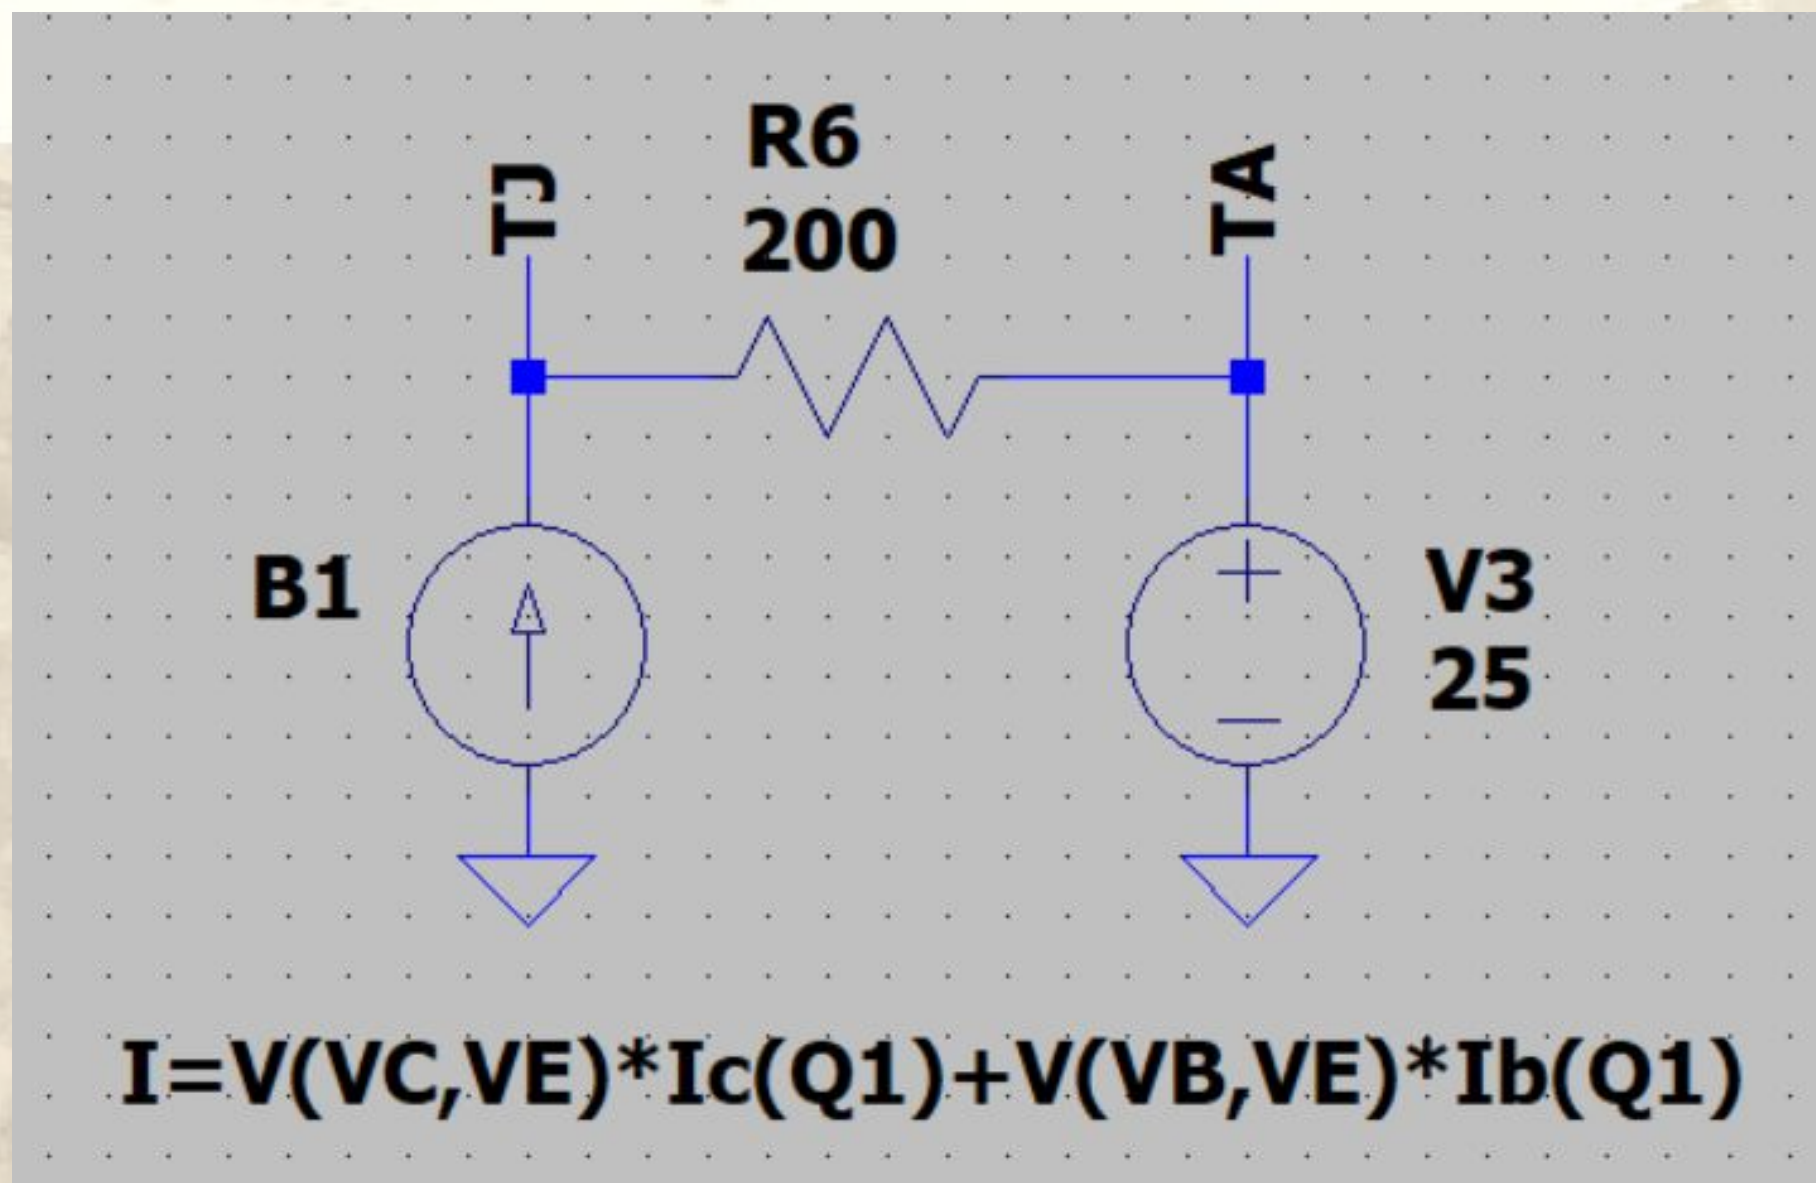 TJ
R6
200
TA
B1
V3
25
I=V(VC,VE)*Ic(Q1)+V(VB,VE)*Ib(Q1)